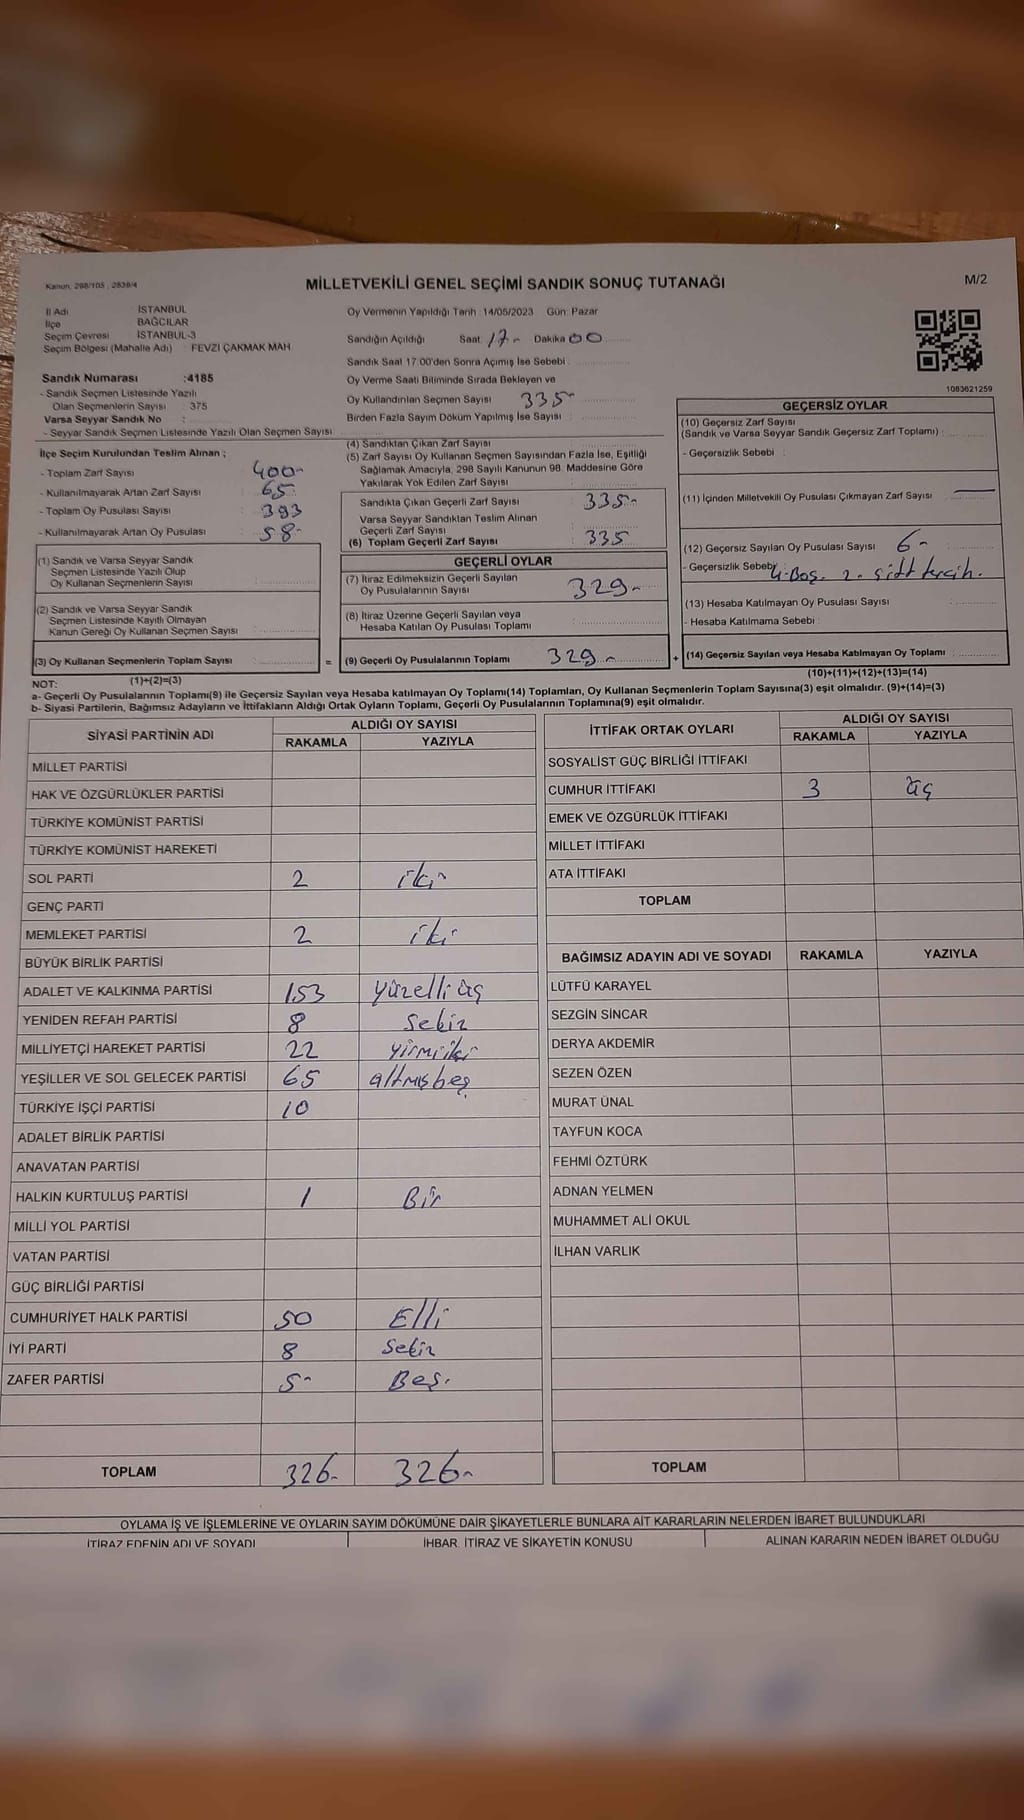 Kanun, 298/105 , 2839/4
MİLLETVEKİLİ GENEL SEÇİMİ SANDIK SONUÇ TUTANAĞI
M/2
İl Adı İSTANBUL
İlçe BAĞCILAR
Seçim Çevresi İSTANBUL-3
Seçim Bölgesi (Mahalle Adı) : FEVZİ ÇAKMAK MAH.
Sandık Numarası :4185
- Sandık Seçmen Listesinde Yazılı
Olan Seçmenlerin Sayısı : 375
Varsa Seyyar Sandık No :
- Seyyar Sandık Seçmen Listesinde Yazılı Olan Seçmen Sayısı :
Oy Vermenin Yapıldığı Tarih :14/05/2023 Gün: Pazar
Sandığın Açıldığı Saat 17- Dakika 00
Sandık Saat 17:00'den Sonra Açımış İse Sebebi :
Oy Verme Saati Bitiminde Sırada Bekleyen ve
Oy Kullandırılan Seçmen Sayısı : 335-
Birden Fazla Sayım Döküm Yapılmış İse Sayısı :
1083621259
İlçe Seçim Kurulundan Teslim Alınan ;
- Toplam Zarf Sayısı : 400-
- Kullanılmayarak Artan Zarf Sayısı : 65
- Toplam Oy Pusulası Sayısı : 393
- Kullanılmayarak Artan Oy Pusulası : 58-
(4) Sandıktan Çıkan Zarf Sayısı :
(5) Zarf Sayısı Oy Kullanan Seçmen Sayısından Fazla İse, Eşitliği
Sağlamak Amacıyla, 298 Sayılı Kanunun 98. Maddesine Göre
Yakılarak Yok Edilen Zarf Sayısı :
Sandıkta Çıkan Geçerli Zarf Sayısı : 335-
Varsa Seyyar Sandıktan Teslim Alınan
Geçerli Zarf Sayısı :
(6) Toplam Geçerli Zarf Sayısı : 335
GEÇERSİZ OYLAR
(10) Geçersiz Zarf Sayısı
(Sandık ve Varsa Seyyar Sandık Geçersiz Zarf Toplamı) :
- Geçersizlik Sebebi :
(11) İçinden Milletvekili Oy Pusulası Çıkmayan Zarf Sayısı : —
(12) Geçersiz Sayılan Oy Pusulası Sayısı : 6-
- Geçersizlik Sebebi : 4-Boş. 2. Çift tercih.
(13) Hesaba Katılmayan Oy Pusulası Sayısı :
- Hesaba Katılmama Sebebi :
(14) Geçersiz Sayılan veya Hesaba Katılmayan Oy Toplamı :
(10)+(11)+(12)+(13)=(14)
(1) Sandık ve Varsa Seyyar Sandık
Seçmen Listesinde Yazılı Olup
Oy Kullanan Seçmenlerin Sayısı :
(2) Sandık ve Varsa Seyyar Sandık
Seçmen Listesinde Kayıtlı Olmayan
Kanun Gereği Oy Kullanan Seçmen Sayısı :
(3) Oy Kullanan Seçmenlerin Toplam Sayısı :
(1)+(2)=(3)
=
GEÇERLİ OYLAR
(7) İtiraz Edilmeksizin Geçerli Sayılan
Oy Pusulalarının Sayısı : 329-
(8) İtiraz Üzerine Geçerli Sayılan veya
Hesaba Katılan Oy Pusulası Toplamı :
(9) Geçerli Oy Pusulalarının Toplamı : 329-
+
NOT:
a- Geçerli Oy Pusulalarının Toplamı(9) ile Geçersiz Sayılan veya Hesaba katılmayan Oy Toplamı(14) Toplamları, Oy Kullanan Seçmenlerin Toplam Sayısına(3) eşit olmalıdır. (9)+(14)=(3)
b- Siyasi Partilerin, Bağımsız Adayların ve İttifakların Aldığı Ortak Oyların Toplamı, Geçerli Oy Pusulalarının Toplamına(9) eşit olmalıdır.
SİYASİ PARTİNİN ADI ALDIĞI OY SAYISI
RAKAMLA YAZIYLA
MİLLET PARTİSİ
HAK VE ÖZGÜRLÜKLER PARTİSİ
TÜRKİYE KOMÜNİST PARTİSİ
TÜRKİYE KOMÜNİST HAREKETİ
SOL PARTİ 2 iki
GENÇ PARTİ
MEMLEKET PARTİSİ 2 iki
BÜYÜK BİRLİK PARTİSİ
ADALET VE KALKINMA PARTİSİ 153 yüzelli üç
YENİDEN REFAH PARTİSİ 8 Sekiz
MİLLİYETÇİ HAREKET PARTİSİ 22 yirmi iki
YEŞİLLER VE SOL GELECEK PARTİSİ 65 altmışbeş
TÜRKİYE İŞÇİ PARTİSİ 10
ADALET BİRLİK PARTİSİ
ANAVATAN PARTİSİ
HALKIN KURTULUŞ PARTİSİ 1 Bir
MİLLİ YOL PARTİSİ
VATAN PARTİSİ
GÜÇ BİRLİĞİ PARTİSİ
CUMHURİYET HALK PARTİSİ 50 Elli
İYİ PARTİ 8 Sekiz
ZAFER PARTİSİ 5- Beş.
TOPLAM 326- 326-
İTTİFAK ORTAK OYLARI ALDIĞI OY SAYISI
RAKAMLA YAZIYLA
SOSYALİST GÜÇ BİRLİĞİ İTTİFAKI
CUMHUR İTTİFAKI 3 üç
EMEK VE ÖZGÜRLÜK İTTİFAKI
MİLLET İTTİFAKI
ATA İTTİFAKI
TOPLAM
BAĞIMSIZ ADAYIN ADI VE SOYADI RAKAMLA YAZIYLA
LÜTFÜ KARAYEL
SEZGİN SİNCAR
DERYA AKDEMİR
SEZEN ÖZEN
MURAT ÜNAL
TAYFUN KOCA
FEHMİ ÖZTÜRK
ADNAN YELMEN
MUHAMMET ALİ OKUL
İLHAN VARLIK
TOPLAM
OYLAMA İŞ VE İŞLEMLERİNE VE OYLARIN SAYIM DÖKÜMÜNE DAİR ŞİKAYETLERLE BUNLARA AİT KARARLARIN NELERDEN İBARET BULUNDUKLARI
İTİRAZ EDENİN ADI VE SOYADI İHBAR, İTİRAZ VE ŞİKAYETİN KONUSU ALINAN KARARIN NEDEN İBARET OLDUĞU